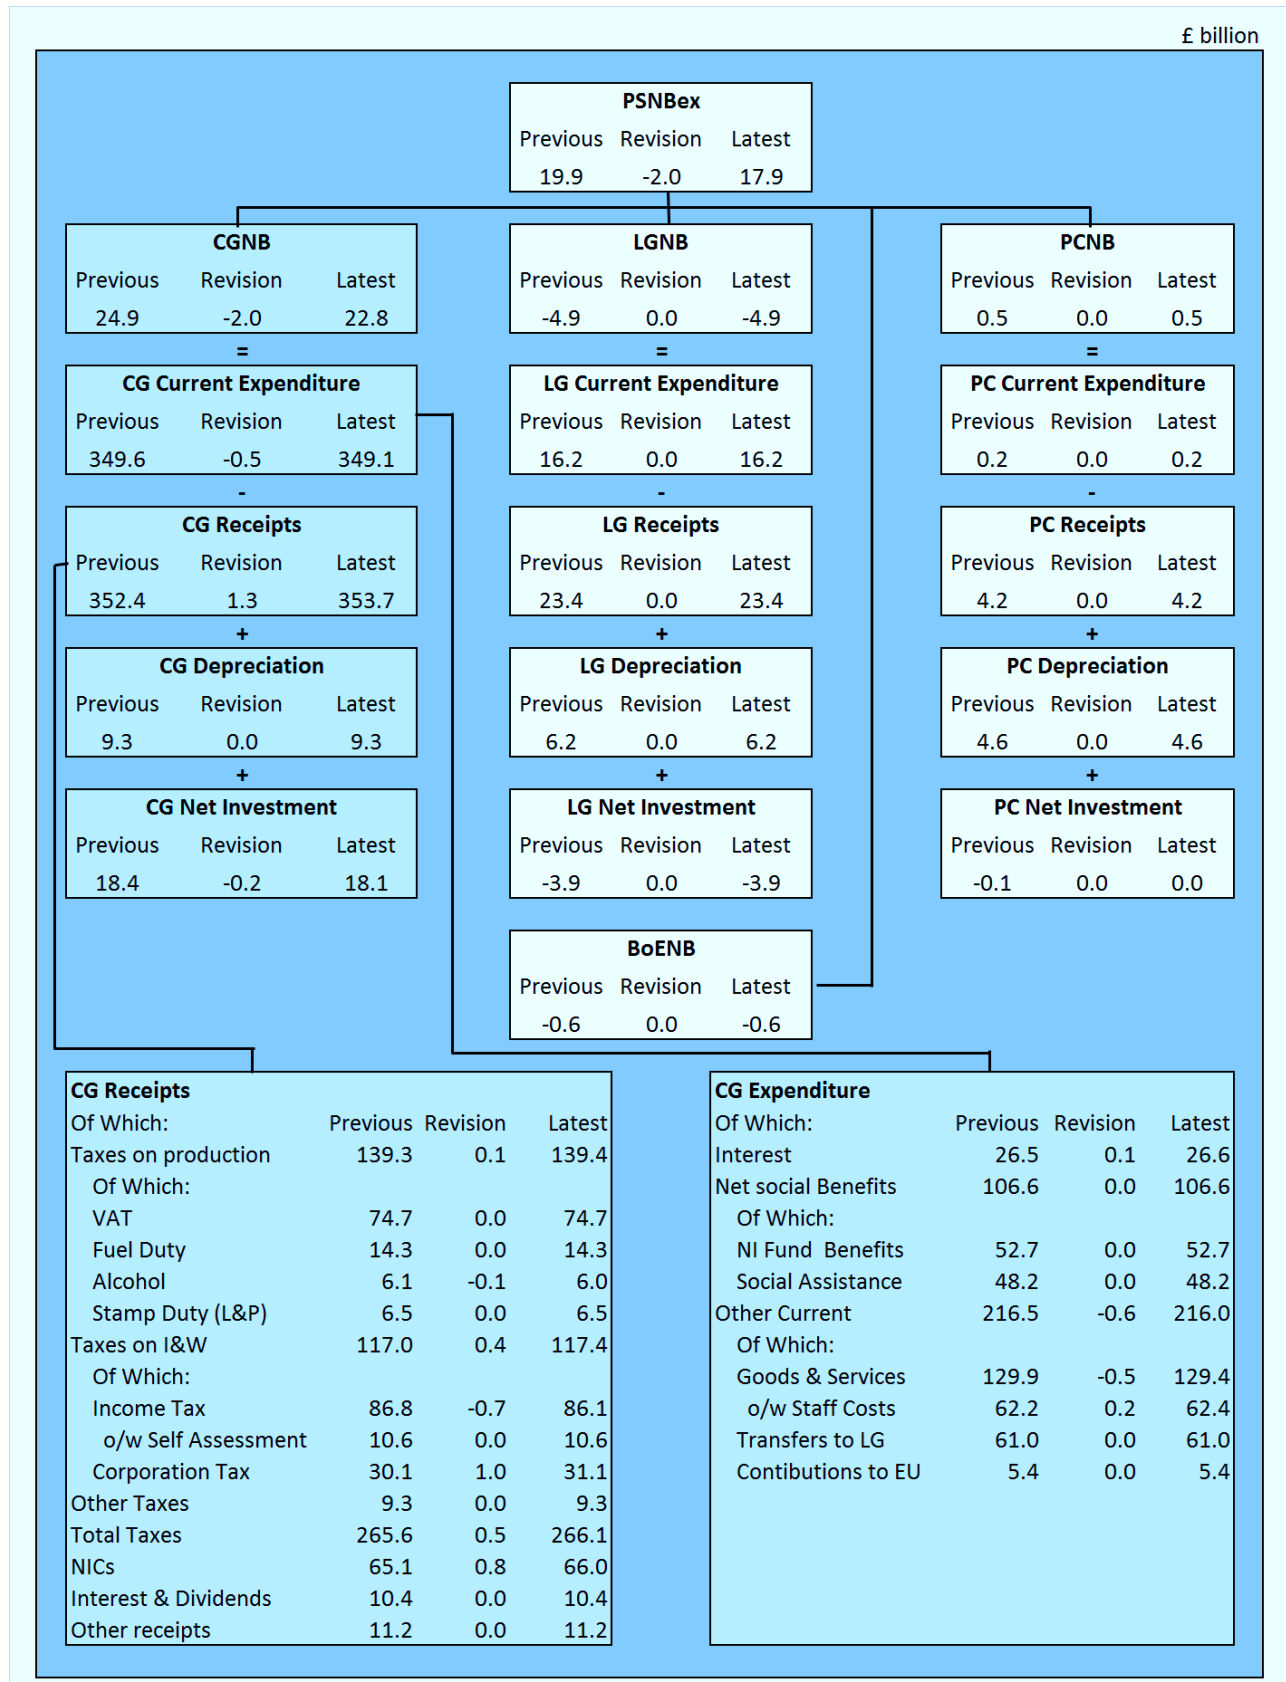 £ billion
PSNBex
Previous Revision Latest
19.9 -2.0 17.9
CGNB
Previous Revision Latest
24.9 -2.0 22.8
=
CG Current Expenditure
Previous Revision Latest
349.6 -0.5 349.1
-
CG Receipts
Previous Revision Latest
352.4 1.3 353.7
+
CG Depreciation
Previous Revision Latest
9.3 0.0 9.3
+
CG Net Investment
Previous Revision Latest
18.4 -0.2 18.1
LGNB
Previous Revision Latest
-4.9 0.0 -4.9
=
LG Current Expenditure
Previous Revision Latest
16.2 0.0 16.2
-
LG Receipts
Previous Revision Latest
23.4 0.0 23.4
+
LG Depreciation
Previous Revision Latest
6.2 0.0 6.2
+
LG Net Investment
Previous Revision Latest
-3.9 0.0 -3.9
PCNB
Previous Revision Latest
0.5 0.0 0.5
=
PC Current Expenditure
Previous Revision Latest
0.2 0.0 0.2
-
PC Receipts
Previous Revision Latest
4.2 0.0 4.2
+
PC Depreciation
Previous Revision Latest
4.6 0.0 4.6
+
PC Net Investment
Previous Revision Latest
-0.1 0.0 0.0
BoENB
Previous Revision Latest
-0.6 0.0 -0.6
CG Receipts
Of Which: Previous Revision Latest
Taxes on production 139.3 0.1 139.4
Of Which:
VAT 74.7 0.0 74.7
Fuel Duty 14.3 0.0 14.3
Alcohol 6.1 -0.1 6.0
Stamp Duty (L&P) 6.5 0.0 6.5
Taxes on I&W 117.0 0.4 117.4
Of Which:
Income Tax 86.8 -0.7 86.1
o/w Self Assessment 10.6 0.0 10.6
Corporation Tax 30.1 1.0 31.1
Other Taxes 9.3 0.0 9.3
Total Taxes 265.6 0.5 266.1
NICs 65.1 0.8 66.0
Interest & Dividends 10.4 0.0 10.4
Other receipts 11.2 0.0 11.2
CG Expenditure
Of Which: Previous Revision Latest
Interest 26.5 0.1 26.6
Net social Benefits 106.6 0.0 106.6
Of Which:
NI Fund Benefits 52.7 0.0 52.7
Social Assistance 48.2 0.0 48.2
Other Current 216.5 -0.6 216.0
Of Which:
Goods & Services 129.9 -0.5 129.4
o/w Staff Costs 62.2 0.2 62.4
Transfers to LG 61.0 0.0 61.0
Contibutions to EU 5.4 0.0 5.4